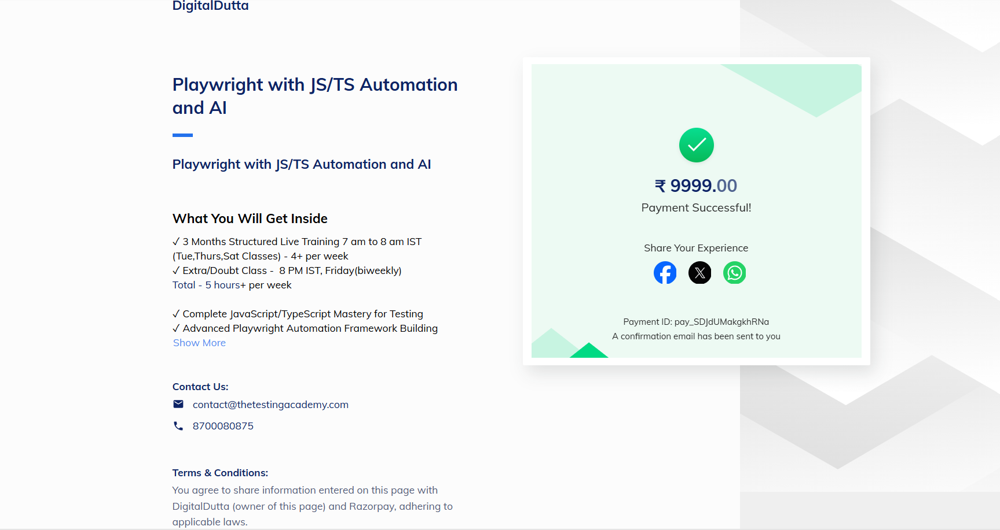 DigitalDutta
Playwright with JS/TS Automation
and AI
Playwright with JS/TS Automation and AI
What You Will Get Inside
✓ 3 Months Structured Live Training 7 am to 8 am IST
(Tue,Thurs,Sat Classes) - 4+ per week
✓ Extra/Doubt Class -  8 PM IST, Friday(biweekly)
Total - 5 hours+ per week
✓ Complete JavaScript/TypeScript Mastery for Testing
✓ Advanced Playwright Automation Framework Building
Show More
Contact Us:
contact@thetestingacademy.com
8700080875
Terms & Conditions:
You agree to share information entered on this page with
DigitalDutta (owner of this page) and Razorpay, adhering to
applicable laws.
₹ 9999.00
Payment Successful!
Share Your Experience
Payment ID: pay_SDJdUMakgkhRNa
A confirmation email has been sent to you